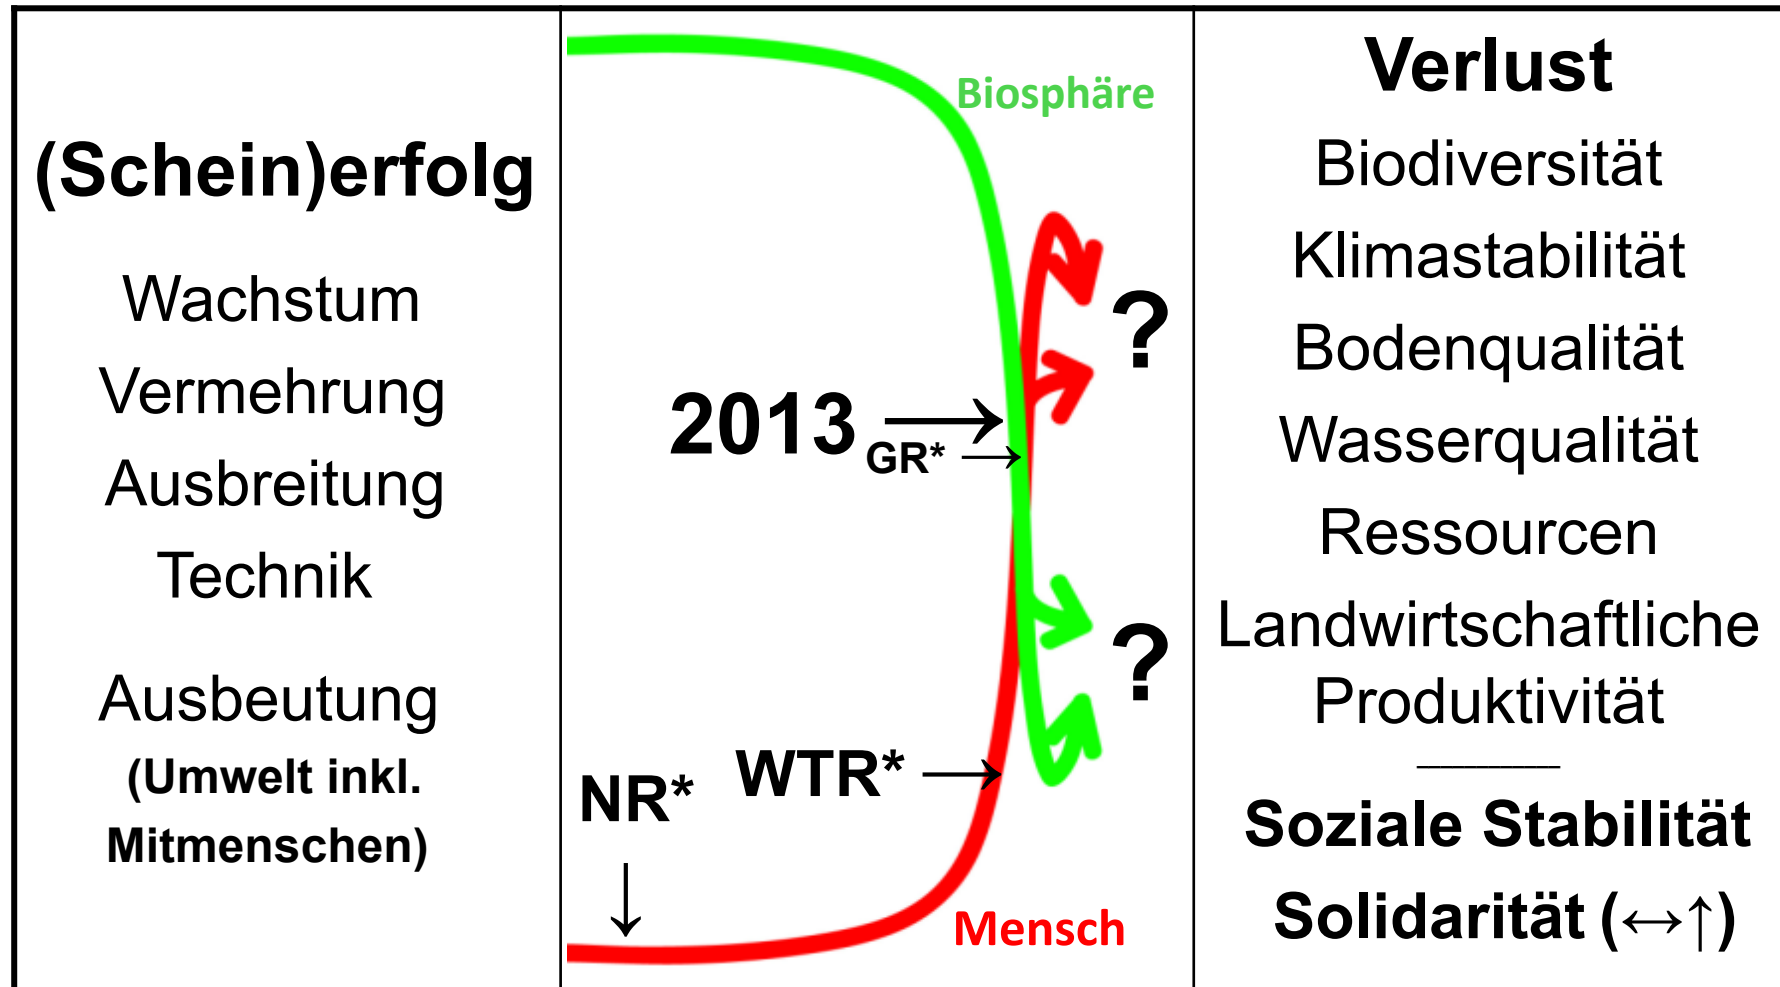 (Schein)erfolg
Wachstum
Vermehrung
Ausbreitung
Technik
Ausbeutung
(Umwelt inkl.
Mitmenschen)
Biosphäre
?
2013 →
GR* →
?
WTR* →
NR*
↓
Mensch
Verlust
Biodiversität
Klimastabilität
Bodenqualität
Wasserqualität
Ressourcen
Landwirtschaftliche
Produktivität
Soziale Stabilität
Solidarität (↔↑)